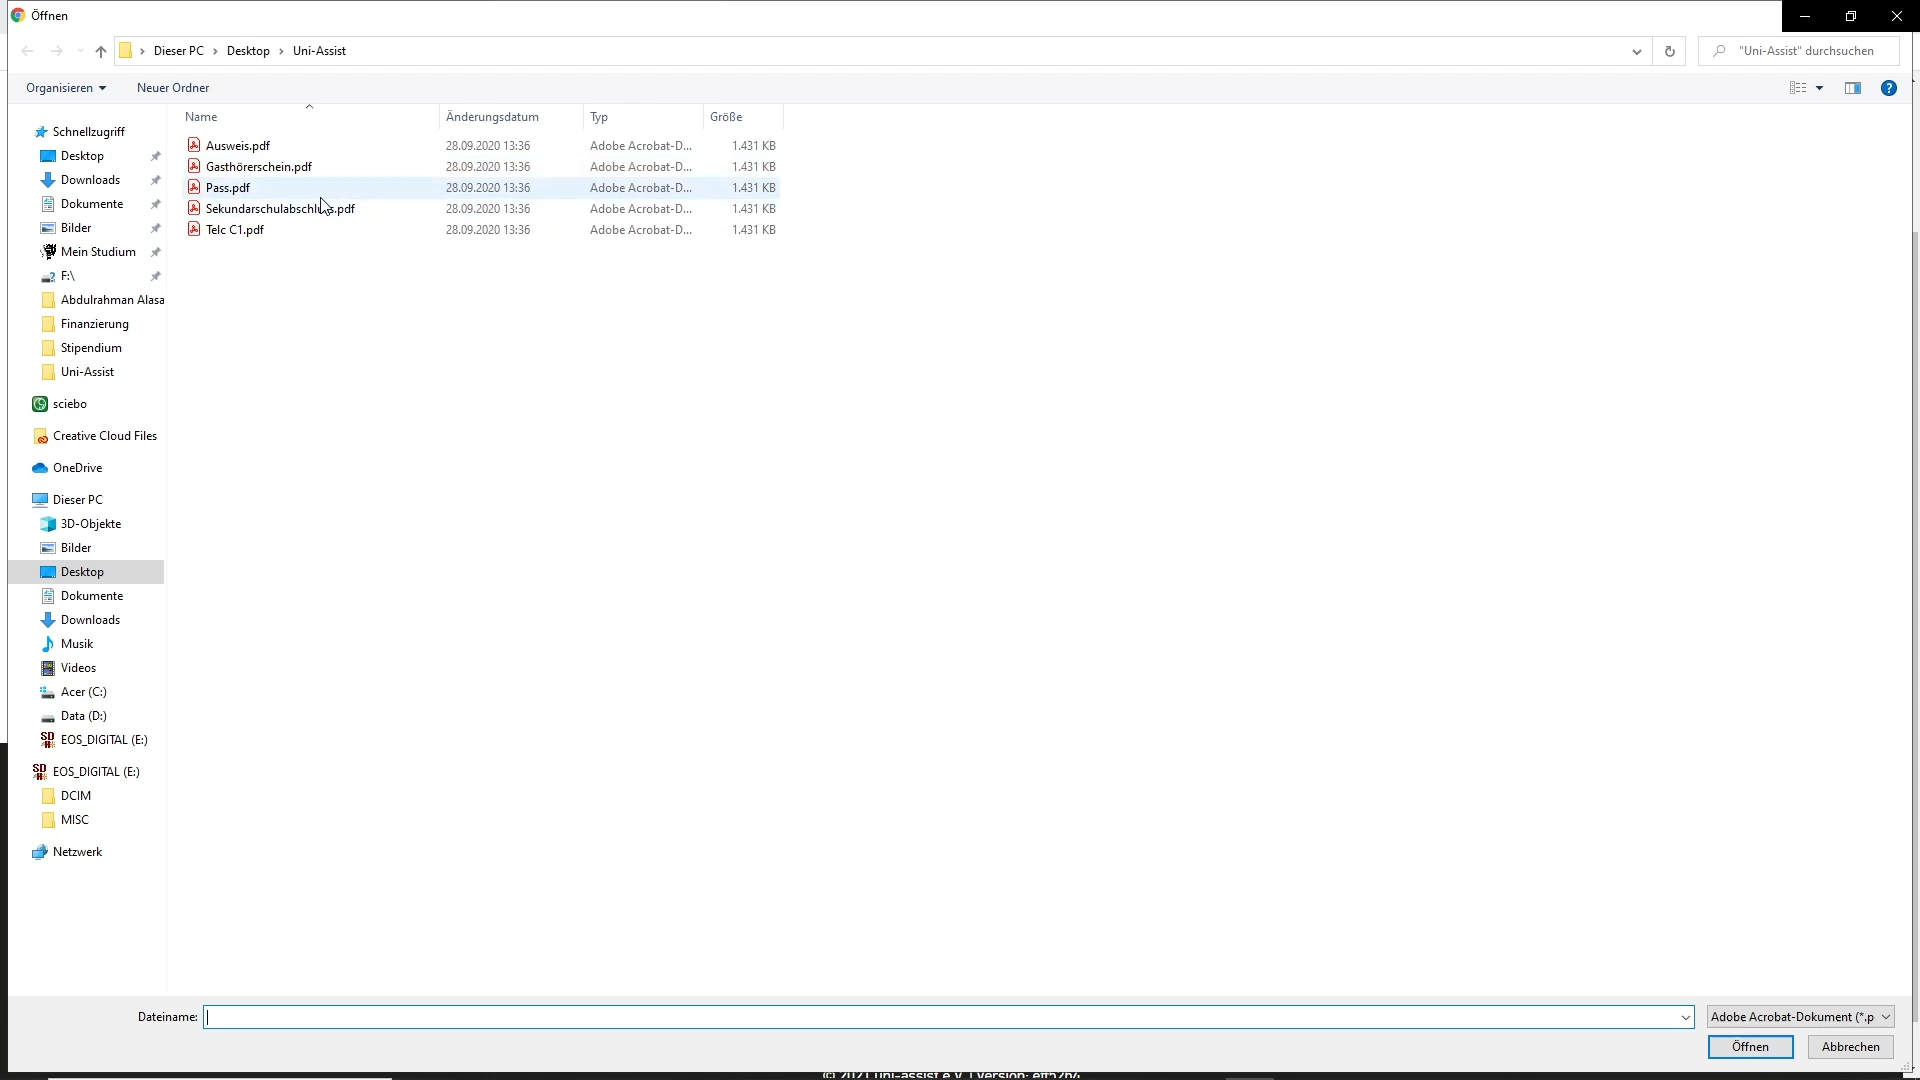 Öffnen
Dieser PC > Desktop > Uni-Assist
"Uni-Assist" durchsuchen
Organisieren
Neuer Ordner
Name Änderungsdatum Typ Größe
Ausweis.pdf 28.09.2020 13:36 Adobe Acrobat-D... 1.431 KB
Gasthörerschein.pdf 28.09.2020 13:36 Adobe Acrobat-D... 1.431 KB
Pass.pdf 28.09.2020 13:36 Adobe Acrobat-D... 1.431 KB
Sekundarschulabschluss.pdf 28.09.2020 13:36 Adobe Acrobat-D... 1.431 KB
Telc C1.pdf 28.09.2020 13:36 Adobe Acrobat-D... 1.431 KB
Schnellzugriff
Desktop
Downloads
Dokumente
Bilder
Mein Studium
F:\
Abdulrahman Alasa
Finanzierung
Stipendium
Uni-Assist
sciebo
Creative Cloud Files
OneDrive
Dieser PC
3D-Objekte
Bilder
Desktop
Dokumente
Downloads
Musik
Videos
Acer (C:)
Data (D:)
EOS_DIGITAL (E:)
EOS_DIGITAL (E:)
DCIM
MISC
Netzwerk
Dateiname:
Adobe Acrobat-Dokument (*.p
Öffnen
Abbrechen
© 2021 uni-assist e.V. | Version: